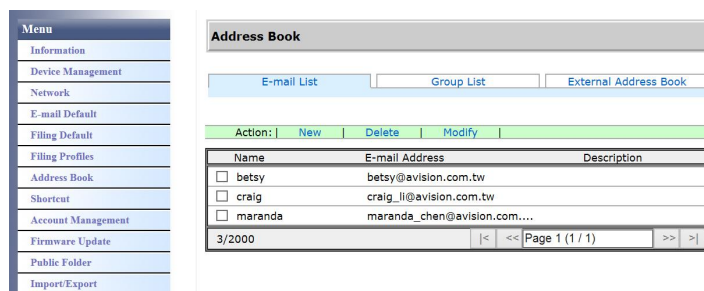 Menu
Information
Device Management
Network
E-mail Default
Filing Default
Filing Profiles
Address Book
Shortcut
Account Management
Firmware Update
Public Folder
Import/Export
Address Book
E-mail List Group List External Address Book
Action: | New | Delete | Modify |
Name E-mail Address Description
betsy betsy@avision.com.tw
craig craig_li@avision.com.tw
maranda maranda_chen@avision.com....
3/2000 |< << Page 1 (1 / 1) >> >|